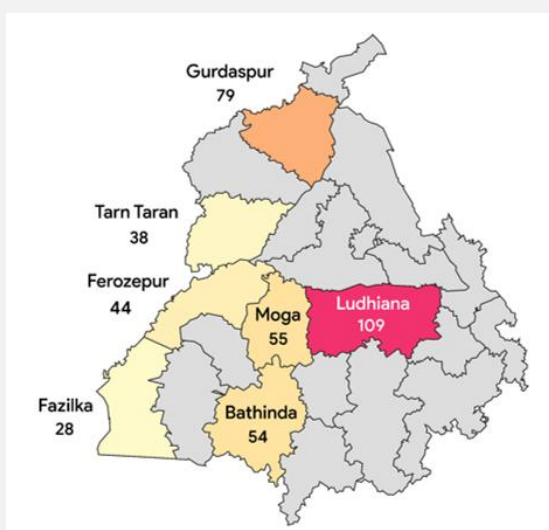 Gurdaspur
79
Tarn Taran
38
Ferozepur
44
Moga
55
Ludhiana
109
Fazilka
28
Bathinda
54